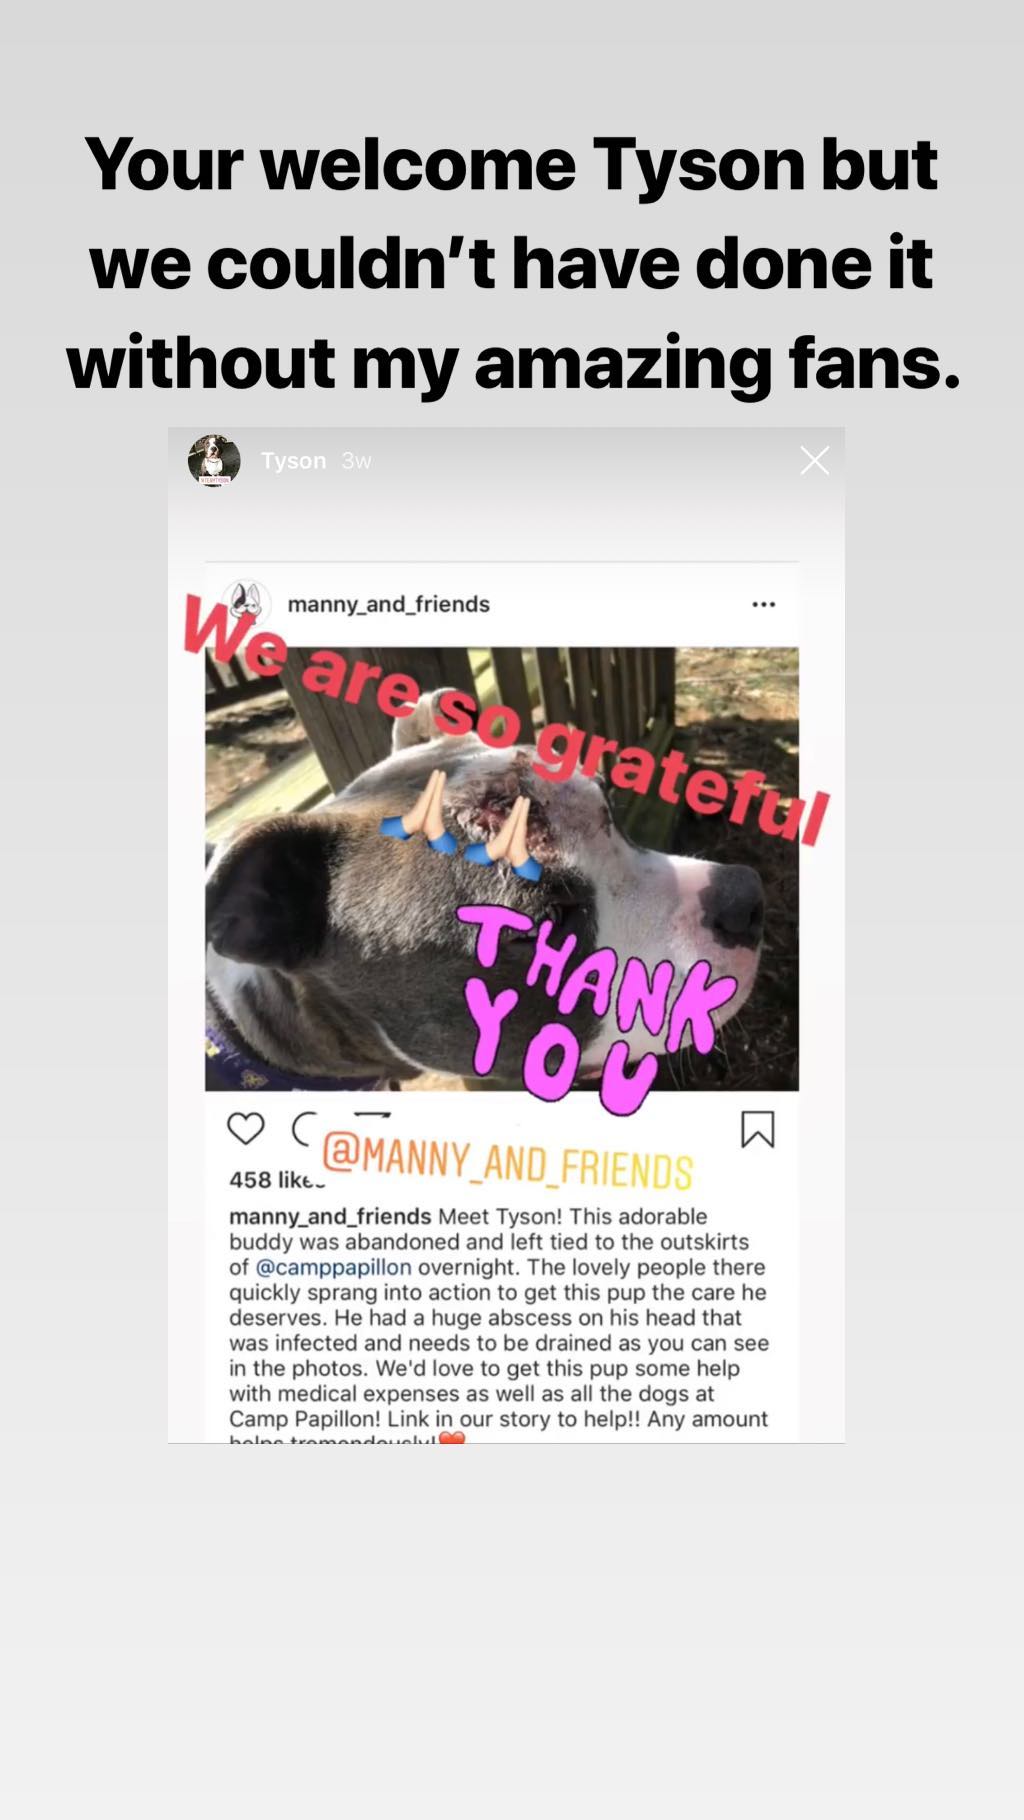 Your welcome Tyson but
we couldn't have done it
without my amazing fans.
Tyson 3w
manny_and_friends
We are so grateful
THANK
YOU
@MANNY_AND_FRIENDS
458 likes
manny_and_friends Meet Tyson! This adorable
buddy was abandoned and left tied to the outskirts
of @camppapillon overnight. The lovely people there
quickly sprang into action to get this pup the care he
deserves. He had a huge abscess on his head that
was infected and needs to be drained as you can see
in the photos. We'd love to get this pup some help
with medical expenses as well as all the dogs at
Camp Papillon! Link in our story to help!! Any amount
helps tremendously!❤️